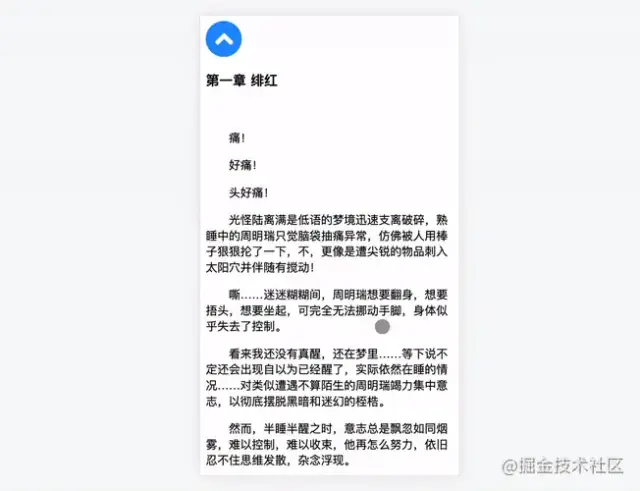 第一章 绯红
痛！
好痛！
头好痛！
光怪陆离满是低语的梦境迅速支离破碎，熟
睡中的周明瑞只觉脑袋抽痛异常，仿佛被人用棒
子狠狠抡了一下，不，更像是遭尖锐的物品刺入
太阳穴并伴随有搅动！
嘶……迷迷糊糊间，周明瑞想要翻身，想要
捂头，想要坐起，可完全无法挪动手脚，身体似
乎失去了控制。
看来我还没有真醒，还在梦里……等下说不
定还会出现自以为已经醒了，实际依然在睡的情
况……对类似遭遇不算陌生的周明瑞竭力集中意
志，以彻底摆脱黑暗和迷幻的桎梏。
然而，半睡半醒之时，意志总是飘忽如同烟
雾，难以控制，难以收束，他再怎么努力，依旧
忍不住思维发散，杂念浮现。
@掘金技术社区